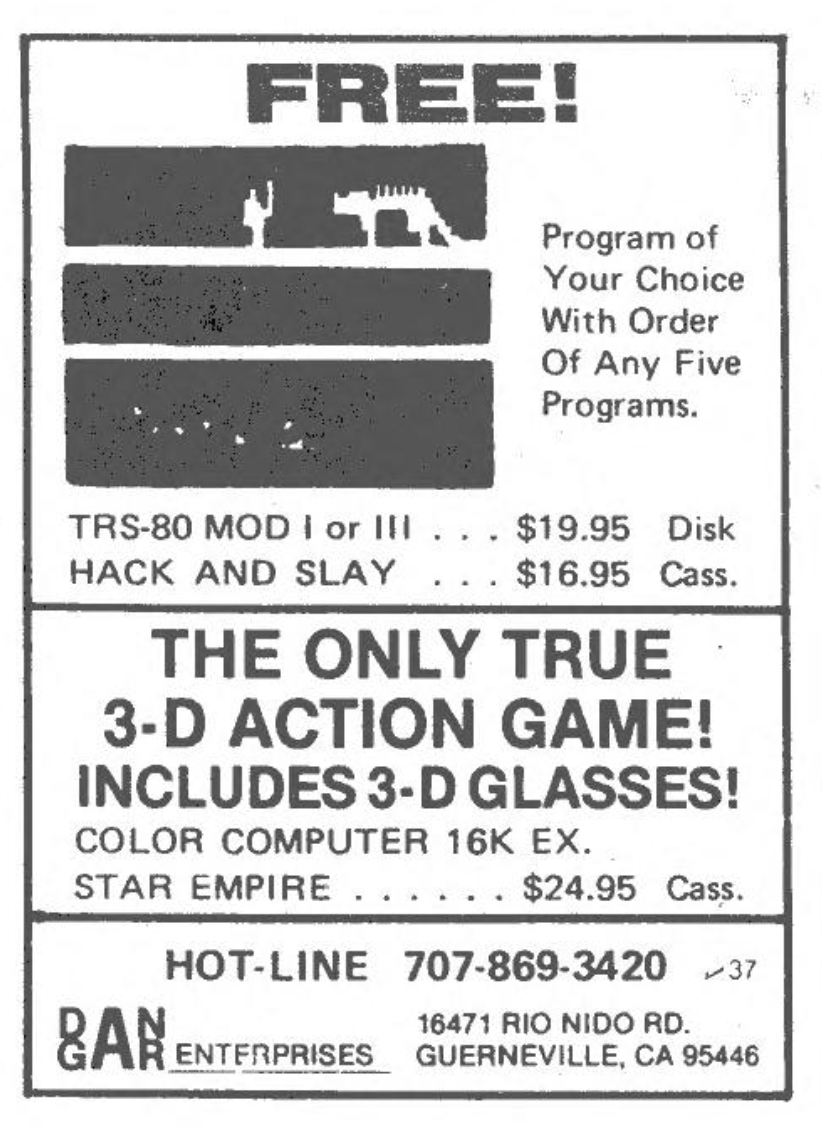 FREE!
Program of
Your Choice
With Order
Of Any Five
Programs.
TRS-80 MOD I or III . . . $19.95 Disk
HACK AND SLAY . . . $16.95 Cass.
THE ONLY TRUE
3-D ACTION GAME!
INCLUDES 3-D GLASSES!
COLOR COMPUTER 16K EX.
STAR EMPIRE . . . . . . $24.95 Cass.
HOT-LINE 707-869-3420 37
DAN
GAR ENTERPRISES
16471 RIO NIDO RD.
GUERNEVILLE, CA 95446